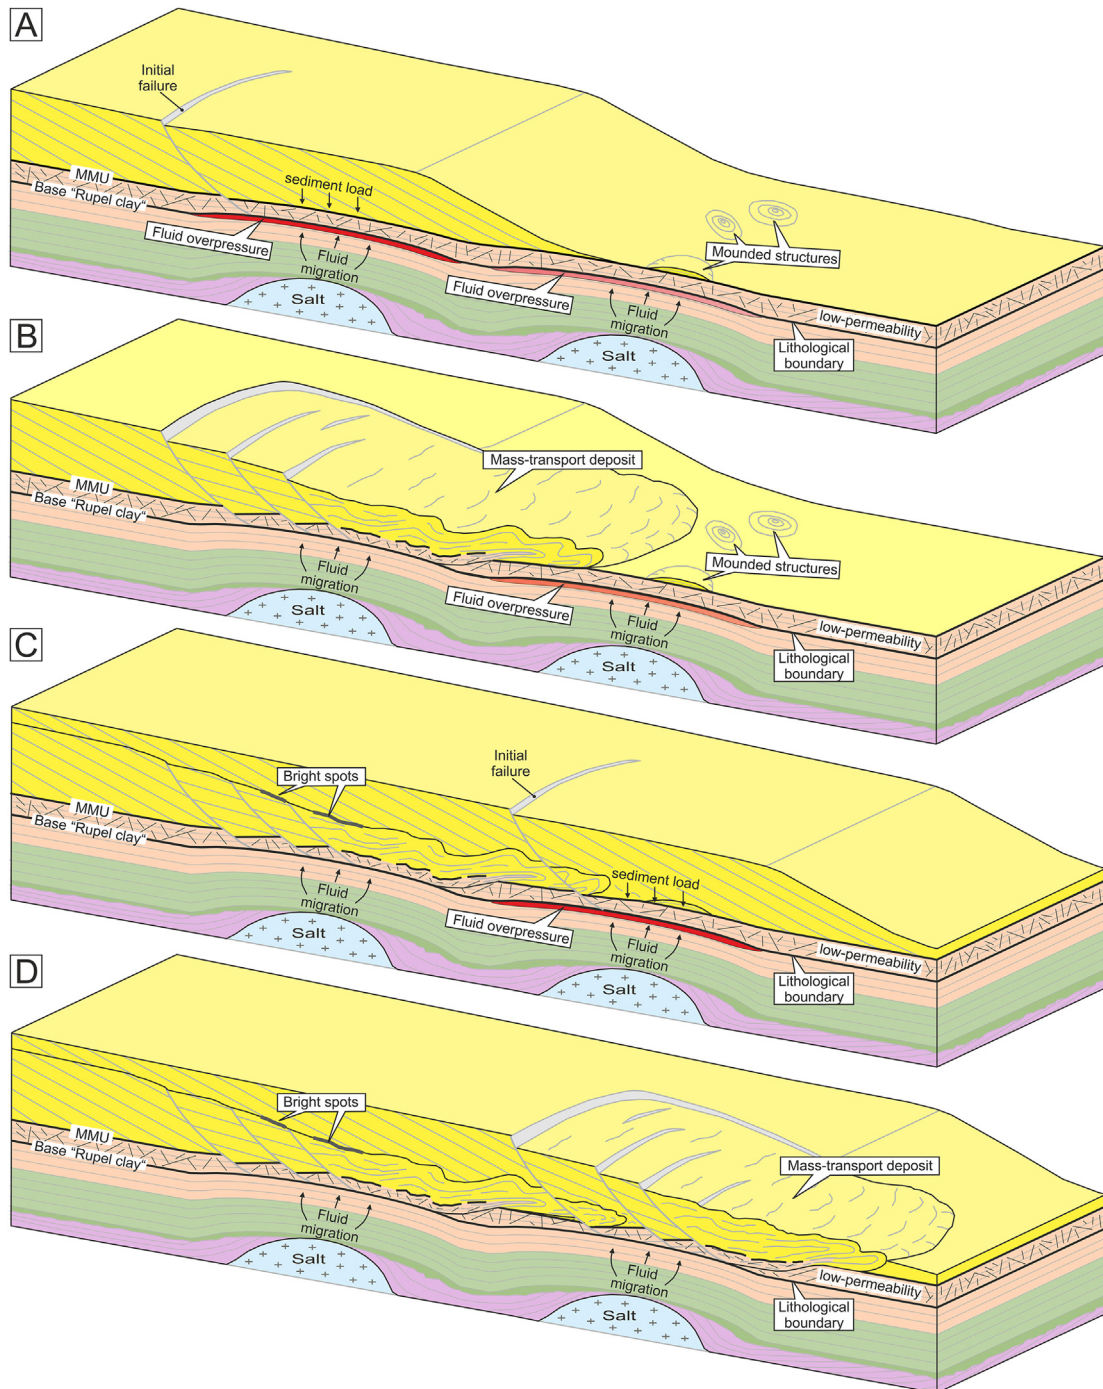 A
Initial
failure
MMU
Base "Rupel clay"
sediment load
Fluid overpressure
Fluid
migration
Salt
Fluid overpressure
Fluid
migration
Salt
Mounded structures
low-permeability
Lithological
boundary
B
Mass-transport deposit
MMU
Base "Rupel clay"
Fluid
migration
Salt
Fluid overpressure
Fluid
migration
Salt
Mounded structures
low-permeability
Lithological
boundary
C
Initial
failure
Bright spots
MMU
Base "Rupel clay"
sediment load
Fluid
migration
Salt
Fluid overpressure
Fluid
migration
Salt
low-permeability
Lithological
boundary
D
Bright spots
Mass-transport deposit
MMU
Base "Rupel clay"
Fluid
migration
Salt
Fluid
migration
Salt
low-permeability
Lithological
boundary